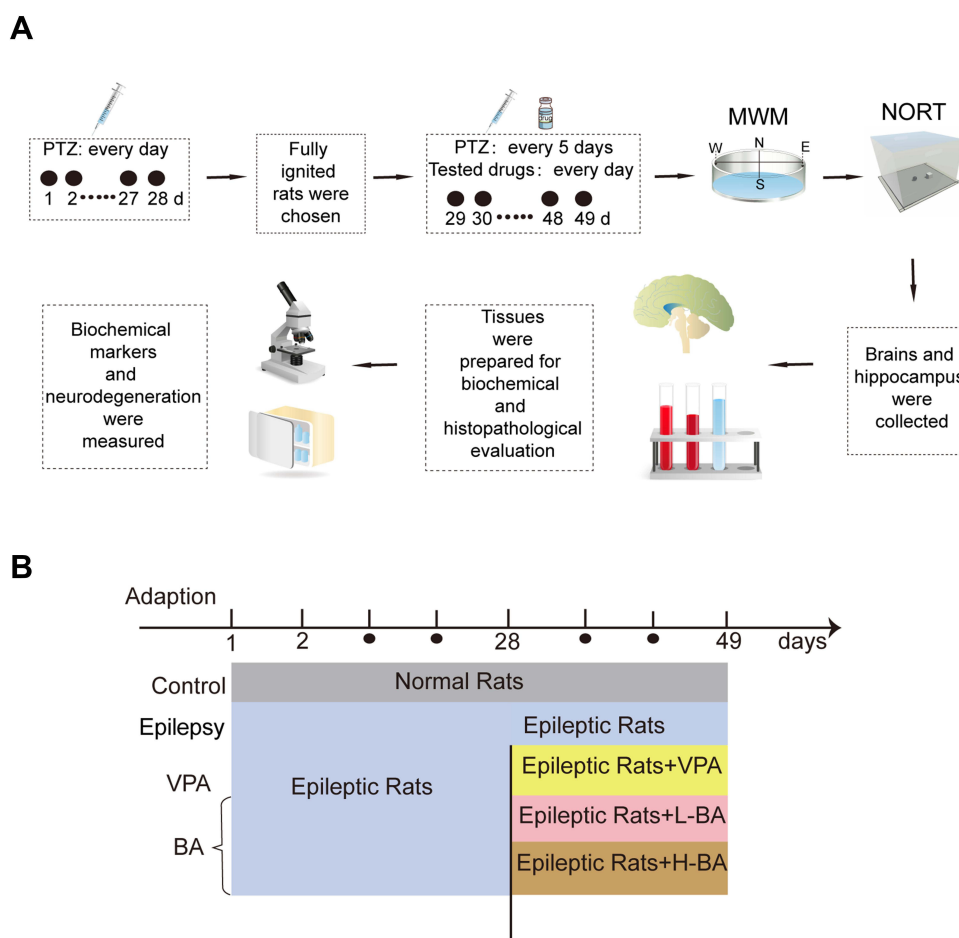 A
PTZ: every day
1 2 27 28 d
Fully
ignited
rats were
chosen
drug
PTZ: every 5 days
Tested drugs: every day
29 30 48 49 d
MWM
N
W E
S
NORT
Brains and
hippocampus
were
collected
Tissues
were
prepared for
biochemical
and
histopathological
evaluation
Biochemical
markers
and
neurodegeneration
were
measured
B
Adaption
1 2 28 49 days
Control Normal Rats
Epilepsy Epileptic Rats
VPA Epileptic Rats Epileptic Rats+VPA
BA Epileptic Rats+L-BA
Epileptic Rats+H-BA